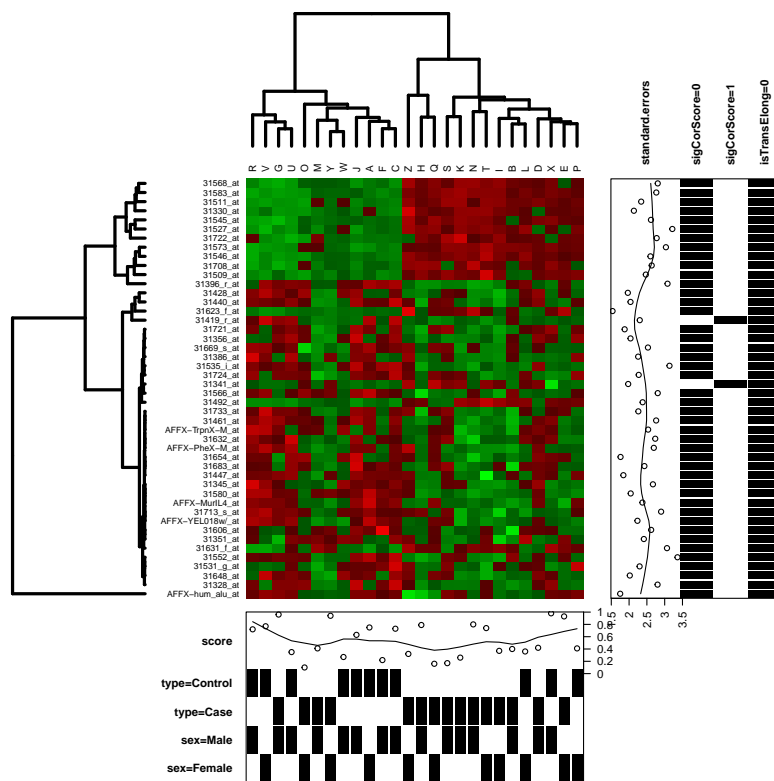 standard.errors
sigCorScore=0
sigCorScore=1
isTransElong=0
R V G U O M Y W J A F C Z H Q S K N T I B L D X E P
31568_at
31583_at
31511_at
31330_at
31545_at
31527_at
31722_at
31573_at
31546_at
31708_at
31509_at
31396_r_at
31428_at
31440_at
31623_f_at
31419_r_at
31721_at
31356_at
31669_s_at
31386_at
31535_i_at
31724_at
31341_at
31566_at
31492_at
31733_at
31461_at
AFFX−TrpnX−M_at
31632_at
AFFX−PheX−M_at
31654_at
31683_at
31447_at
31345_at
31580_at
AFFX−MurIL4_at
31713_s_at
AFFX−YEL018w/_at
31606_at
31351_at
31631_f_at
31552_at
31531_g_at
31648_at
31328_at
AFFX−hum_alu_at
1.5 2 2.5 3 3.5
score
0 0.2 0.4 0.6 0.8 1
type=Control
type=Case
sex=Male
sex=Female